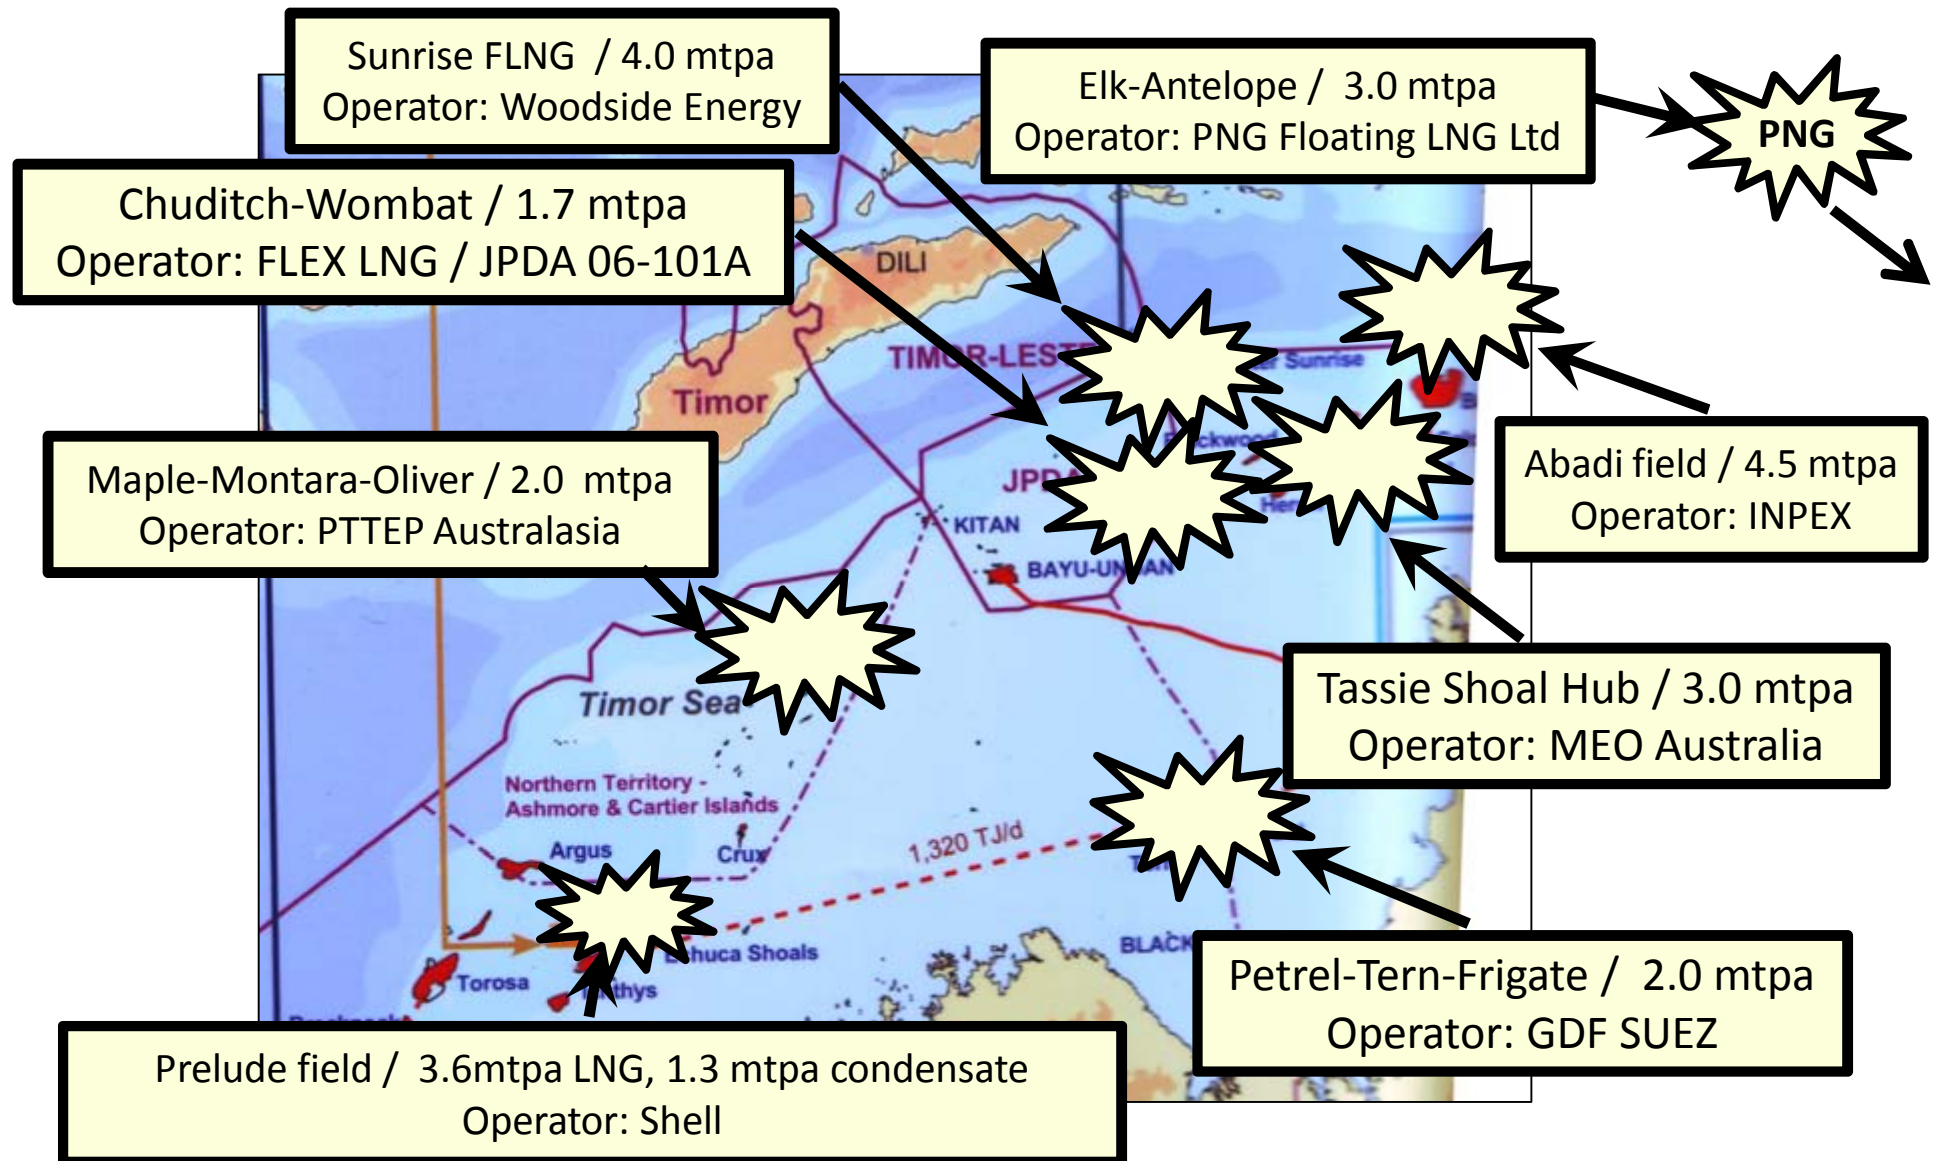 Sunrise FLNG / 4.0 mtpa
Operator: Woodside Energy
Elk-Antelope / 3.0 mtpa
Operator: PNG Floating LNG Ltd
PNG
Chuditch-Wombat / 1.7 mtpa
Operator: FLEX LNG / JPDA 06-101A
DILI
TIMOR-LEST
er Sunrise
Timor
Maple-Montara-Oliver / 2.0 mtpa
Operator: PTTEP Australasia
JPDA
KITAN
BAYU-UNDAN
Abadi field / 4.5 mtpa
Operator: INPEX
Timor Sea
Tassie Shoal Hub / 3.0 mtpa
Operator: MEO Australia
Northern Territory -
Ashmore & Cartier Islands
Argus
Crux
1,320 TJ/d
Torosa
Echuca Shoals
BLACK
Petrel-Tern-Frigate / 2.0 mtpa
Operator: GDF SUEZ
Prelude field / 3.6mtpa LNG, 1.3 mtpa condensate
Operator: Shell